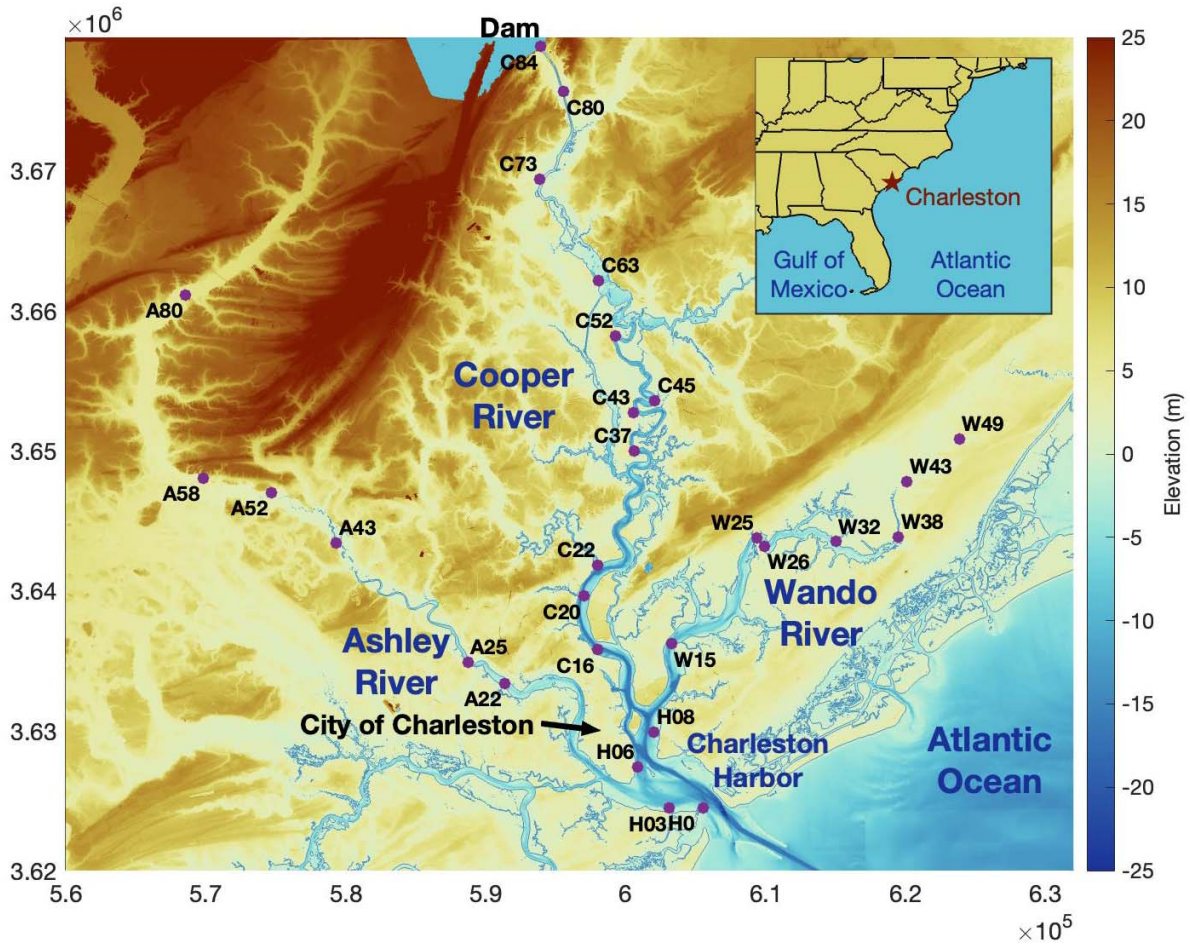 ×10⁶
Dam
C84
C80
C73
C63
C52
C45
C43
C37
C22
C20
C16
Cooper
River
A80
A58
A52
A43
A25
A22
Ashley
River
City of Charleston
W49
W43
W38
W32
W25
W26
W15
Wando
River
H08
H06
H03
H0
Charleston
Harbor
Atlantic
Ocean
Charleston
Gulf of
Mexico
Atlantic
Ocean
3.67
3.66
3.65
3.64
3.63
3.62
5.6
5.7
5.8
5.9
6
6.1
6.2
6.3
×10⁵
25
20
15
10
5
0
-5
-10
-15
-20
-25
Elevation (m)